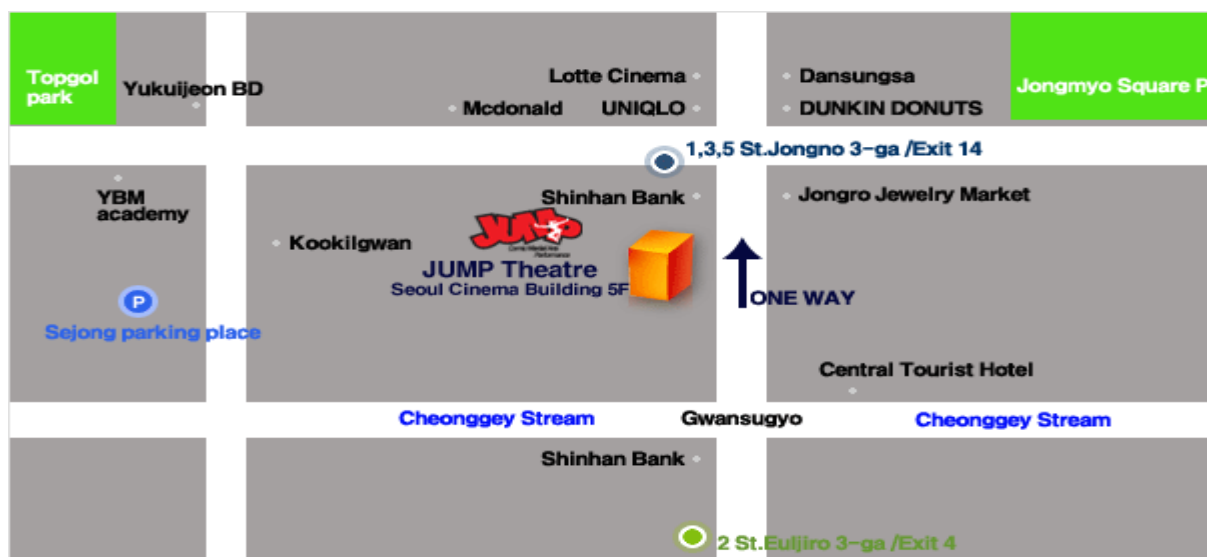 Topgol
park
Yukuijeon BD
Lotte Cinema
Mcdonald
UNIQLO
Dansungsa
DUNKIN DONUTS
Jongmyo Square P
1,3,5 St.Jongno 3-ga /Exit 14
YBM
academy
Kookilgwan
Shinhan Bank
Jongro Jewelry Market
JUMP
JUMP Theatre
Seoul Cinema Building 5F
ONE WAY
P
Sejong parking place
Central Tourist Hotel
Cheonggey Stream
Gwansugyo
Cheonggey Stream
Shinhan Bank
2 St.Euljiro 3-ga /Exit 4